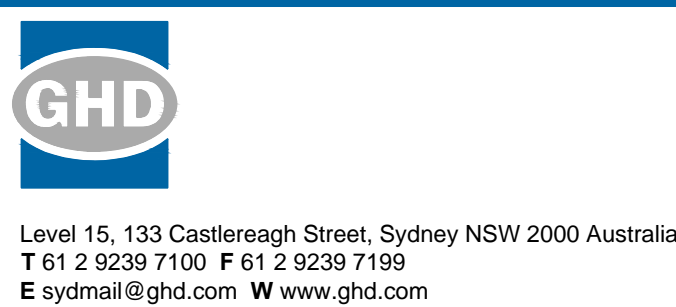 GHD
Level 15, 133 Castlereagh Street, Sydney NSW 2000 Australia
T 61 2 9239 7100 F 61 2 9239 7199
E sydmail@ghd.com W www.ghd.com